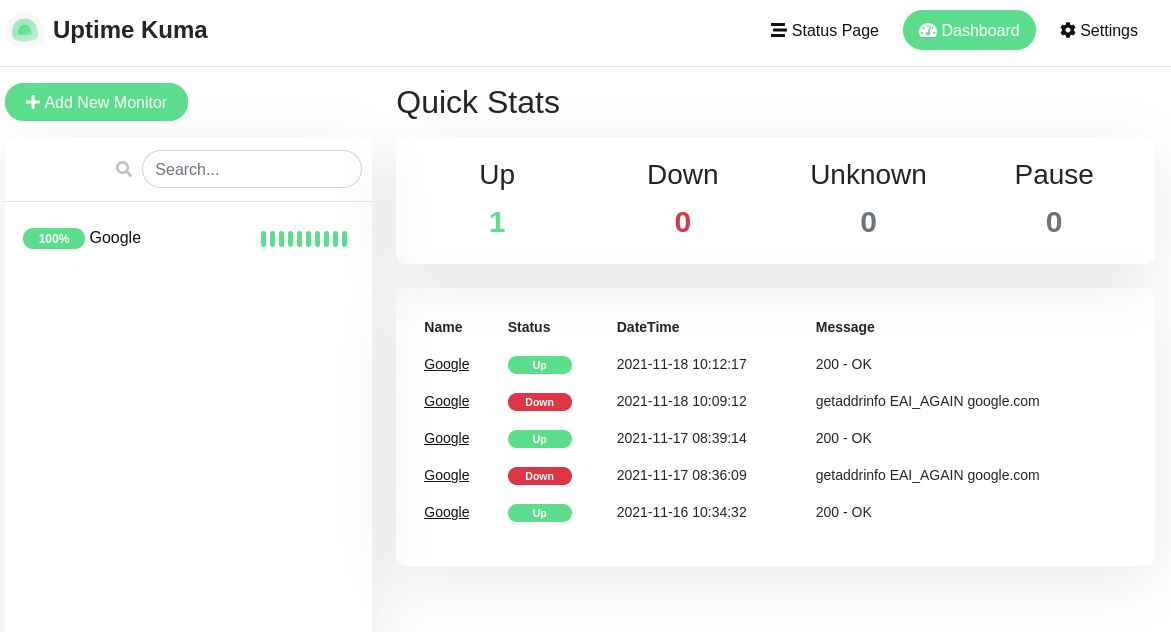 Uptime Kuma
Status Page Dashboard Settings
Add New Monitor
Search...
100% Google
Quick Stats
Up Down Unknown Pause
1 0 0 0
Name Status DateTime Message
Google Up 2021-11-18 10:12:17 200 - OK
Google Down 2021-11-18 10:09:12 getaddrinfo EAI_AGAIN google.com
Google Up 2021-11-17 08:39:14 200 - OK
Google Down 2021-11-17 08:36:09 getaddrinfo EAI_AGAIN google.com
Google Up 2021-11-16 10:34:32 200 - OK